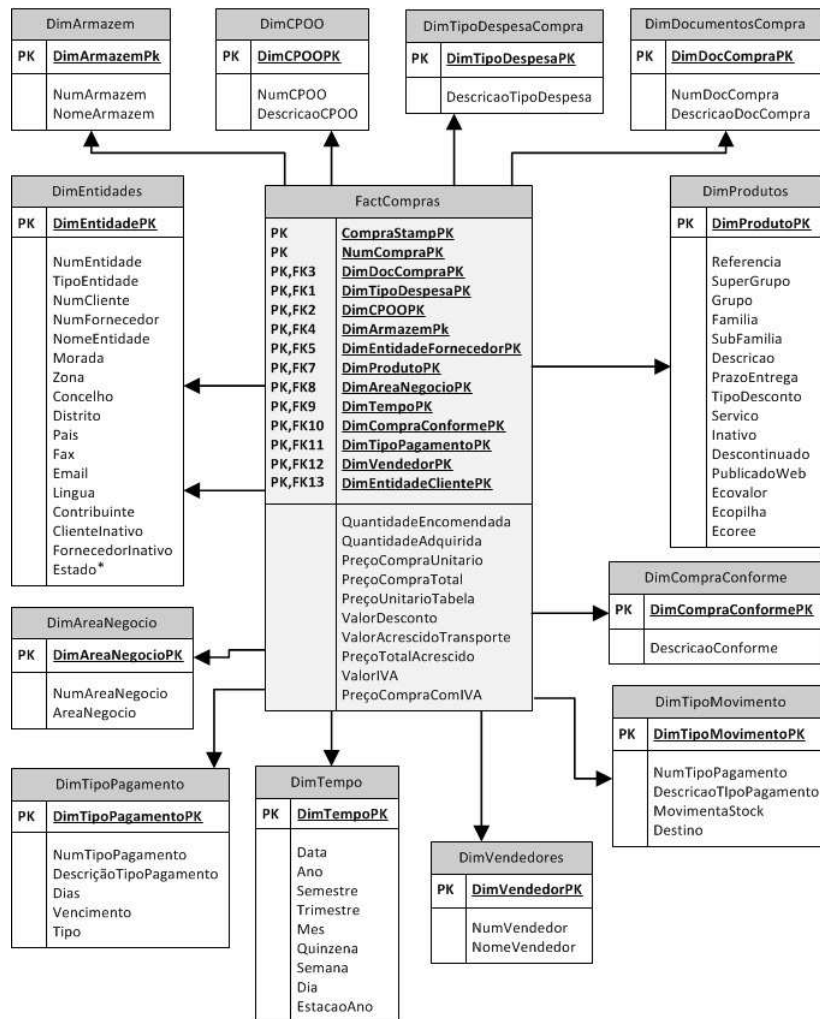 DimArmazem
PK DimArmazemPk
NumArmazem
NomeArmazem
DimCPOO
PK DimCPOOPK
NumCPOO
DescricaoCPOO
DimTipoDespesaCompra
PK DimTipoDespesaPK
DescricaoTipoDespesa
DimDocumentosCompra
PK DimDocCompraPK
NumDocCompra
DescricaoDocCompra
DimEntidades
PK DimEntidadePK
NumEntidade
TipoEntidade
NumCliente
NumFornecedor
NomeEntidade
Morada
Zona
Concelho
Distrito
Pais
Fax
Email
Lingua
Contribuinte
ClienteInativo
FornecedorInativo
Estado*
FactCompras
PK CompraStampPK
PK NumCompraPK
PK,FK3 DimDocCompraPK
PK,FK1 DimTipoDespesaPK
PK,FK2 DimCPOOPK
PK,FK4 DimArmazemPk
PK,FK5 DimEntidadeFornecedorPK
PK,FK7 DimProdutoPK
PK,FK8 DimAreaNegocioPK
PK,FK9 DimTempoPK
PK,FK10 DimCompraConformePK
PK,FK11 DimTipoPagamentoPK
PK,FK12 DimVendedorPK
PK,FK13 DimEntidadeClientePK
QuantidadeEncomendada
QuantidadeAdquirida
PreçoCompraUnitario
PreçoCompraTotal
PreçoUnitarioTabela
ValorDesconto
ValorAcrescidoTransporte
PreçoTotalAcrescido
ValorIVA
PreçoCompraComIVA
DimProdutos
PK DimProdutoPK
Referencia
SuperGrupo
Grupo
Familia
SubFamilia
Descricao
PrazoEntrega
TipoDesconto
Servico
Inativo
Descontinuado
PublicadoWeb
Ecovalor
Ecopilha
Ecoree
DimCompraConforme
PK DimCompraConformePK
DescricaoConforme
DimAreaNegocio
PK DimAreaNegocioPK
NumAreaNegocio
AreaNegocio
DimTipoMovimento
PK DimTipoMovimentoPK
NumTipoPagamento
DescricaoTIpoPagamento
MovimentaStock
Destino
DimTipoPagamento
PK DimTipoPagamentoPK
NumTipoPagamento
DescriçãoTipoPagamento
Dias
Vencimento
Tipo
DimTempo
PK DimTempoPK
Data
Ano
Semestre
Trimestre
Mes
Quinzena
Semana
Dia
EstacaoAno
DimVendedores
PK DimVendedorPK
NumVendedor
NomeVendedor